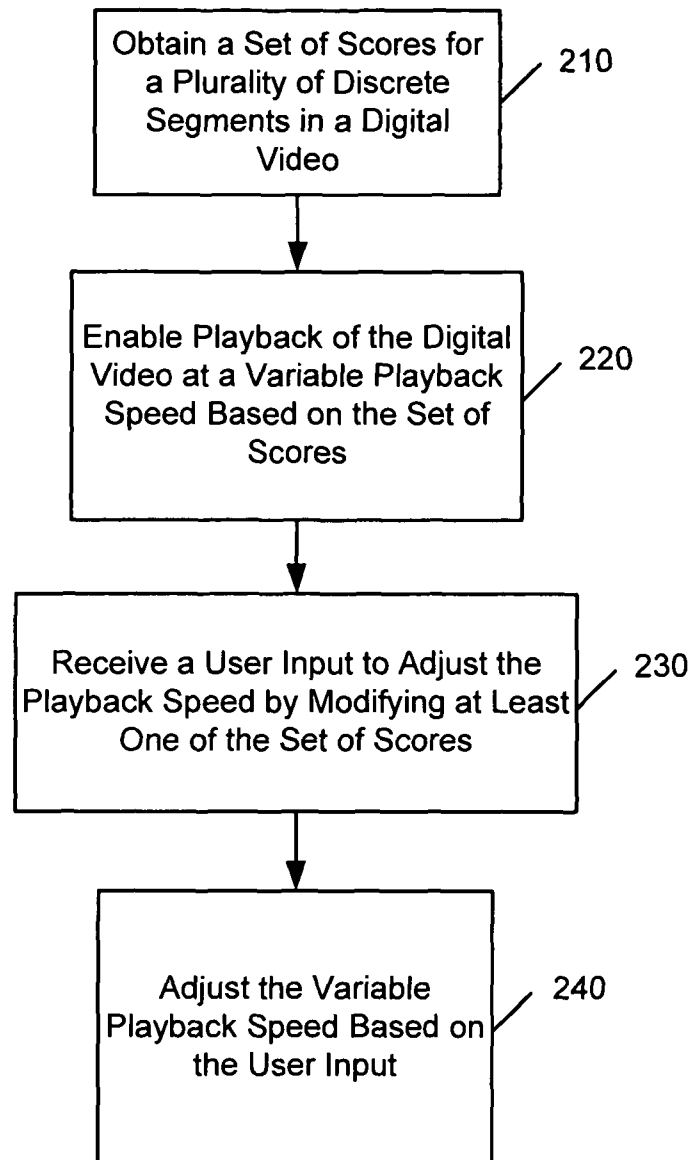 Obtain a Set of Scores for
a Plurality of Discrete
Segments in a Digital
Video
210
Enable Playback of the Digital
Video at a Variable Playback
Speed Based on the Set of
Scores
220
Receive a User Input to Adjust the
Playback Speed by Modifying at Least
One of the Set of Scores
230
Adjust the Variable
Playback Speed Based on
the User Input
240